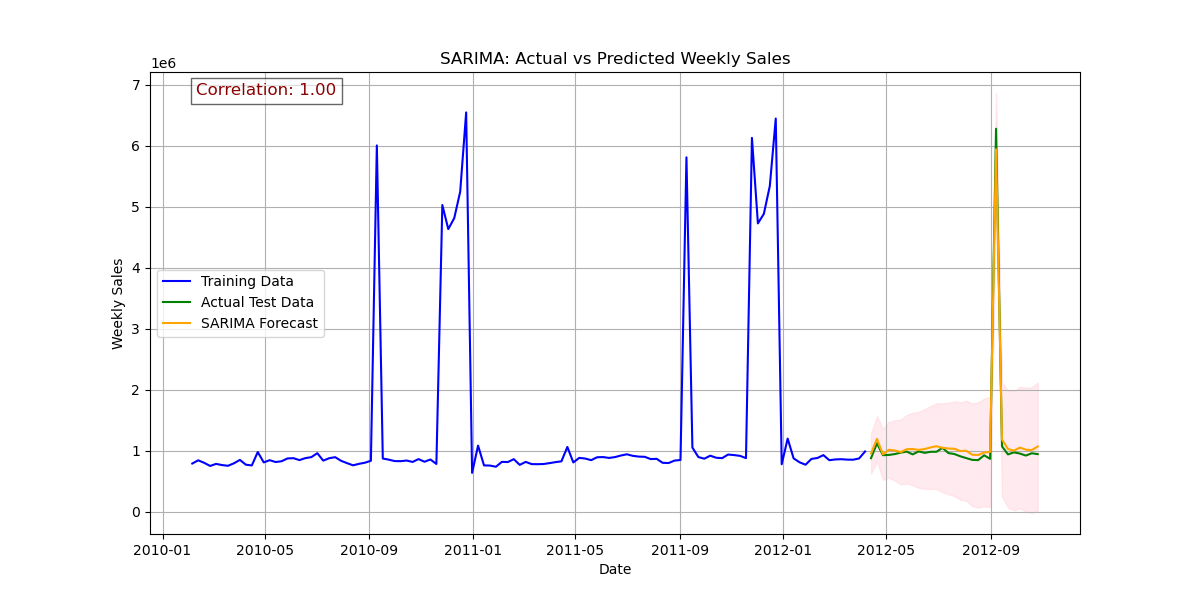 SARIMA: Actual vs Predicted Weekly Sales
1e6
Correlation: 1.00
7
6
5
4
3
2
1
0
Weekly Sales
Training Data
Actual Test Data
SARIMA Forecast
2010-01 2010-05 2010-09 2011-01 2011-05 2011-09 2012-01 2012-05 2012-09
Date